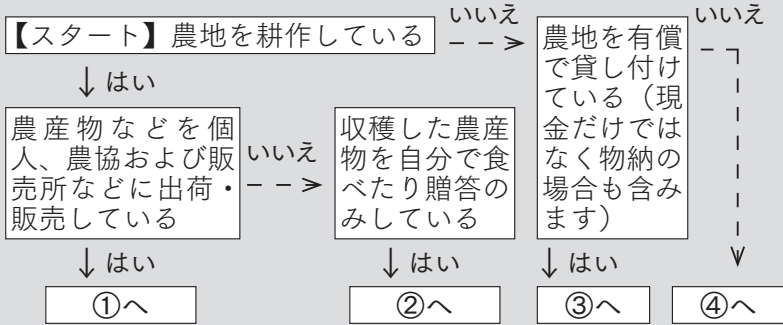 【スタート】農地を耕作している
いいえ
農地を有償
で貸し付け
ている（現
金だけでは
なく物納の
場合も含み
ます）
いいえ
はい
農産物などを個
人、農協および販
売所などに出荷・
販売している
いいえ
収穫した農産
物を自分で食
べたり贈答の
みしている
はい
はい
はい
①へ
②へ
③へ
④へ